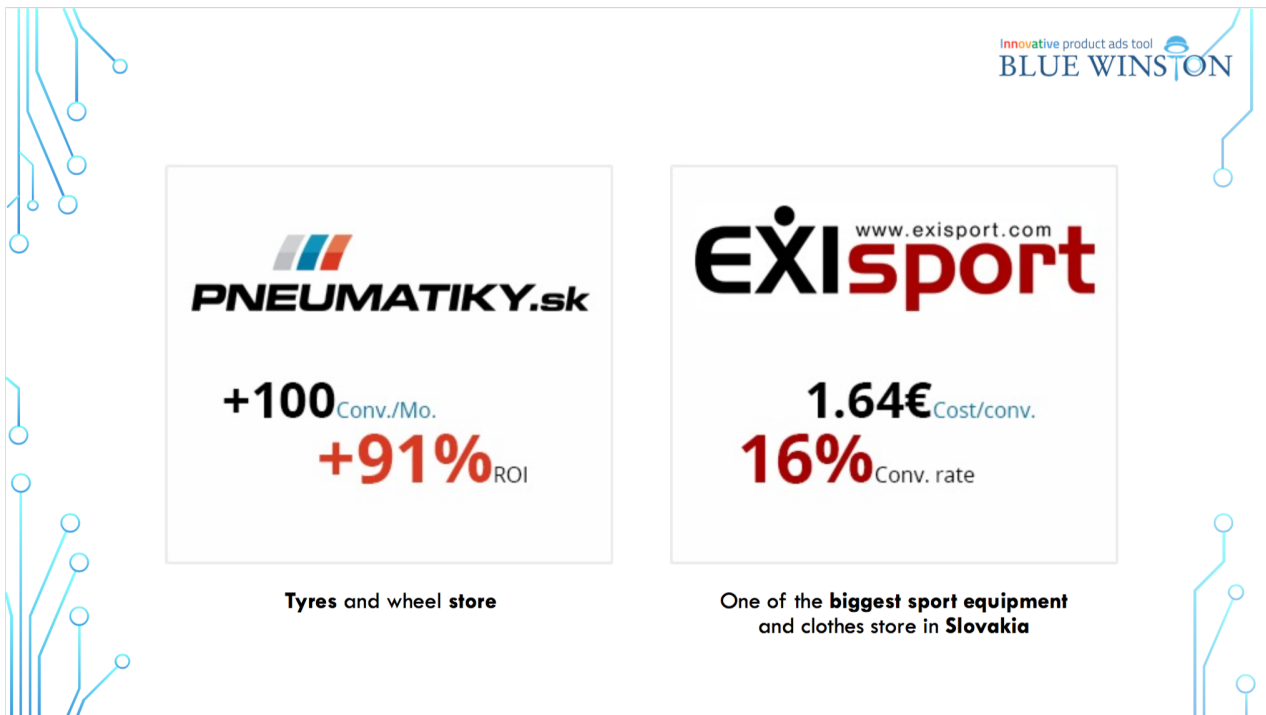 Innovative product ads tool
BLUE WINSTON
PNEUMATIKY.sk
+100Conv./Mo.
+91%ROI
Tyres and wheel store
www.exisport.com
EXIsport
1.64€Cost/conv.
16%Conv. rate
One of the biggest sport equipment
and clothes store in Slovakia